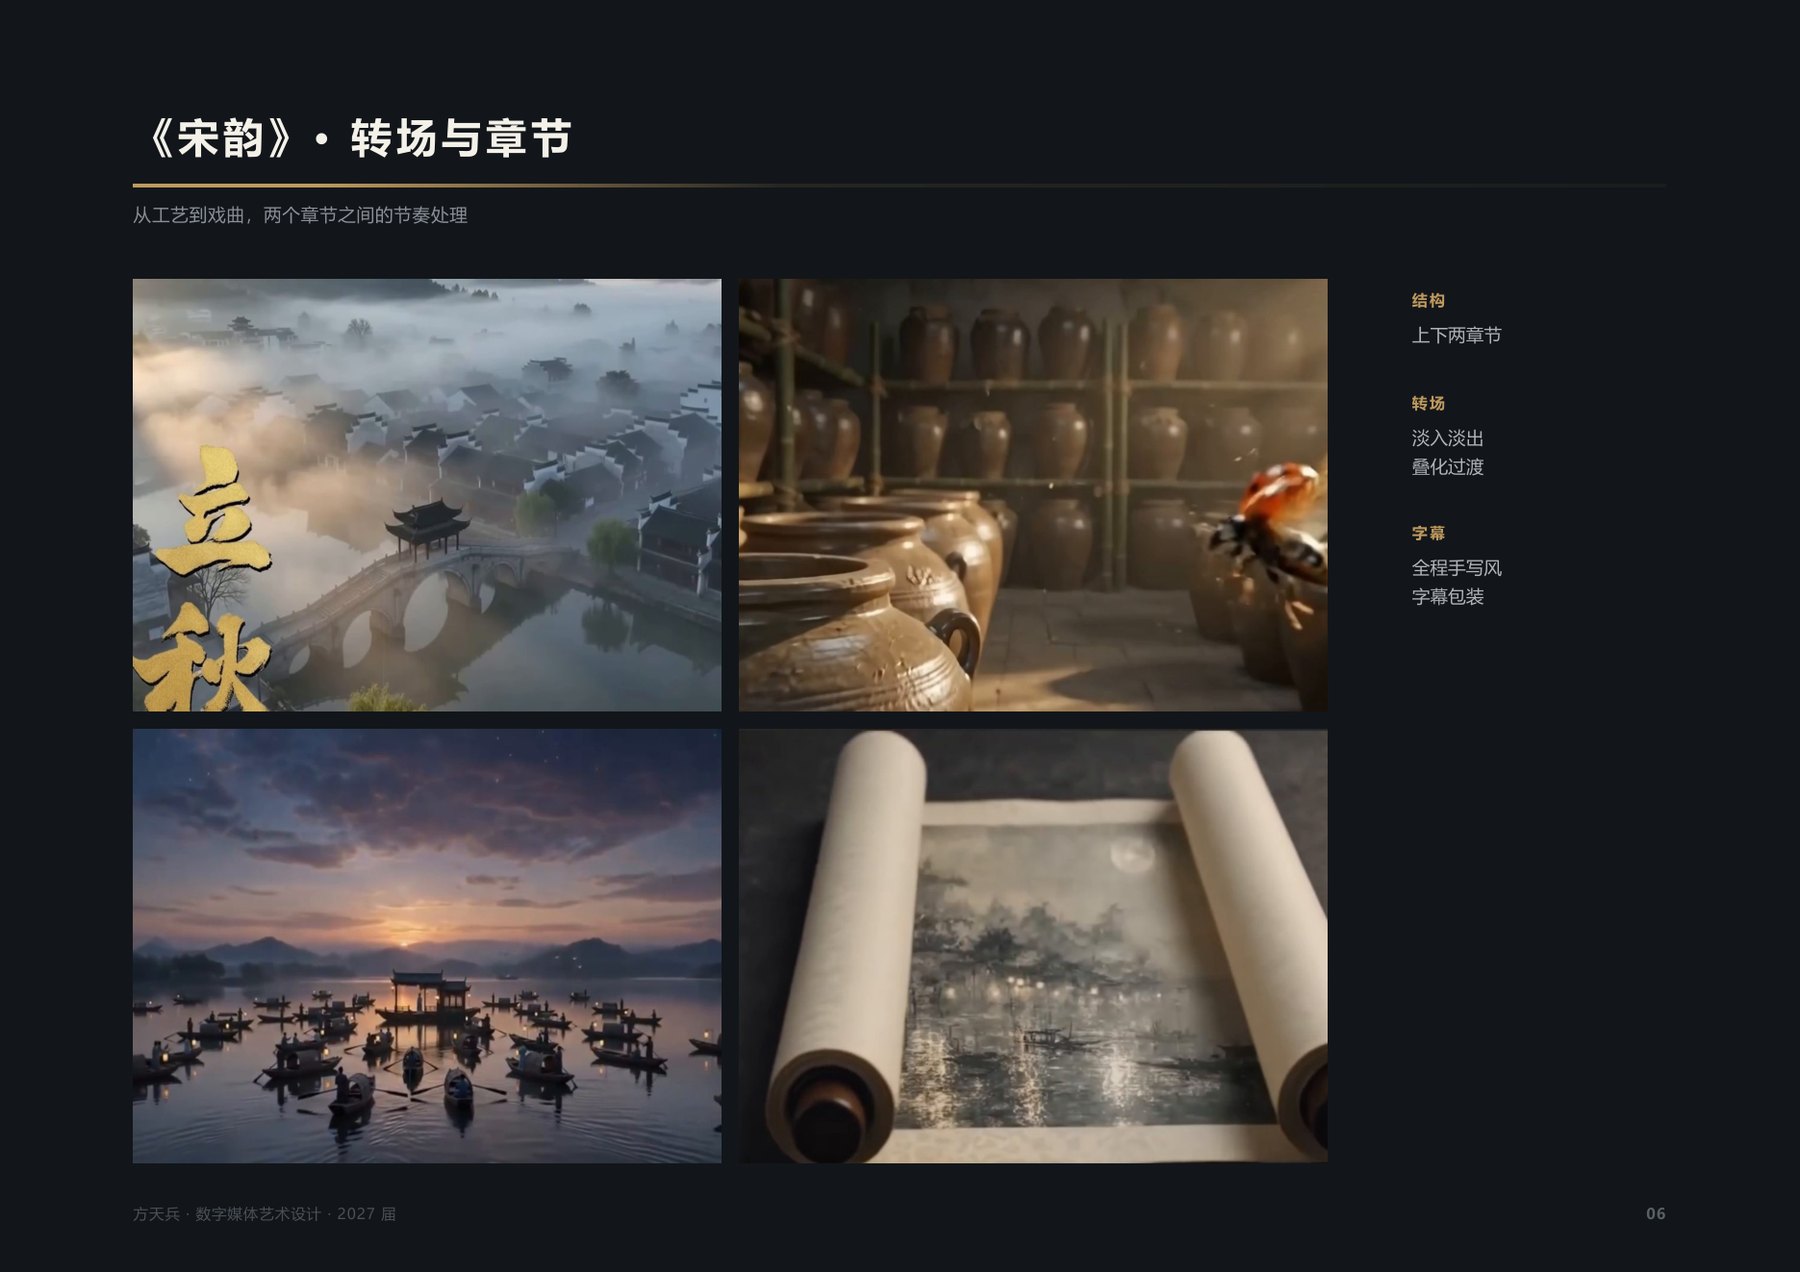 《宋韵》· 转场与章节
从工艺到戏曲，两个章节之间的节奏处理
立
秋
结构
上下两章节
转场
淡入淡出
叠化过渡
字幕
全程手写风
字幕包装
方天兵 · 数字媒体艺术设计 · 2027 届
06